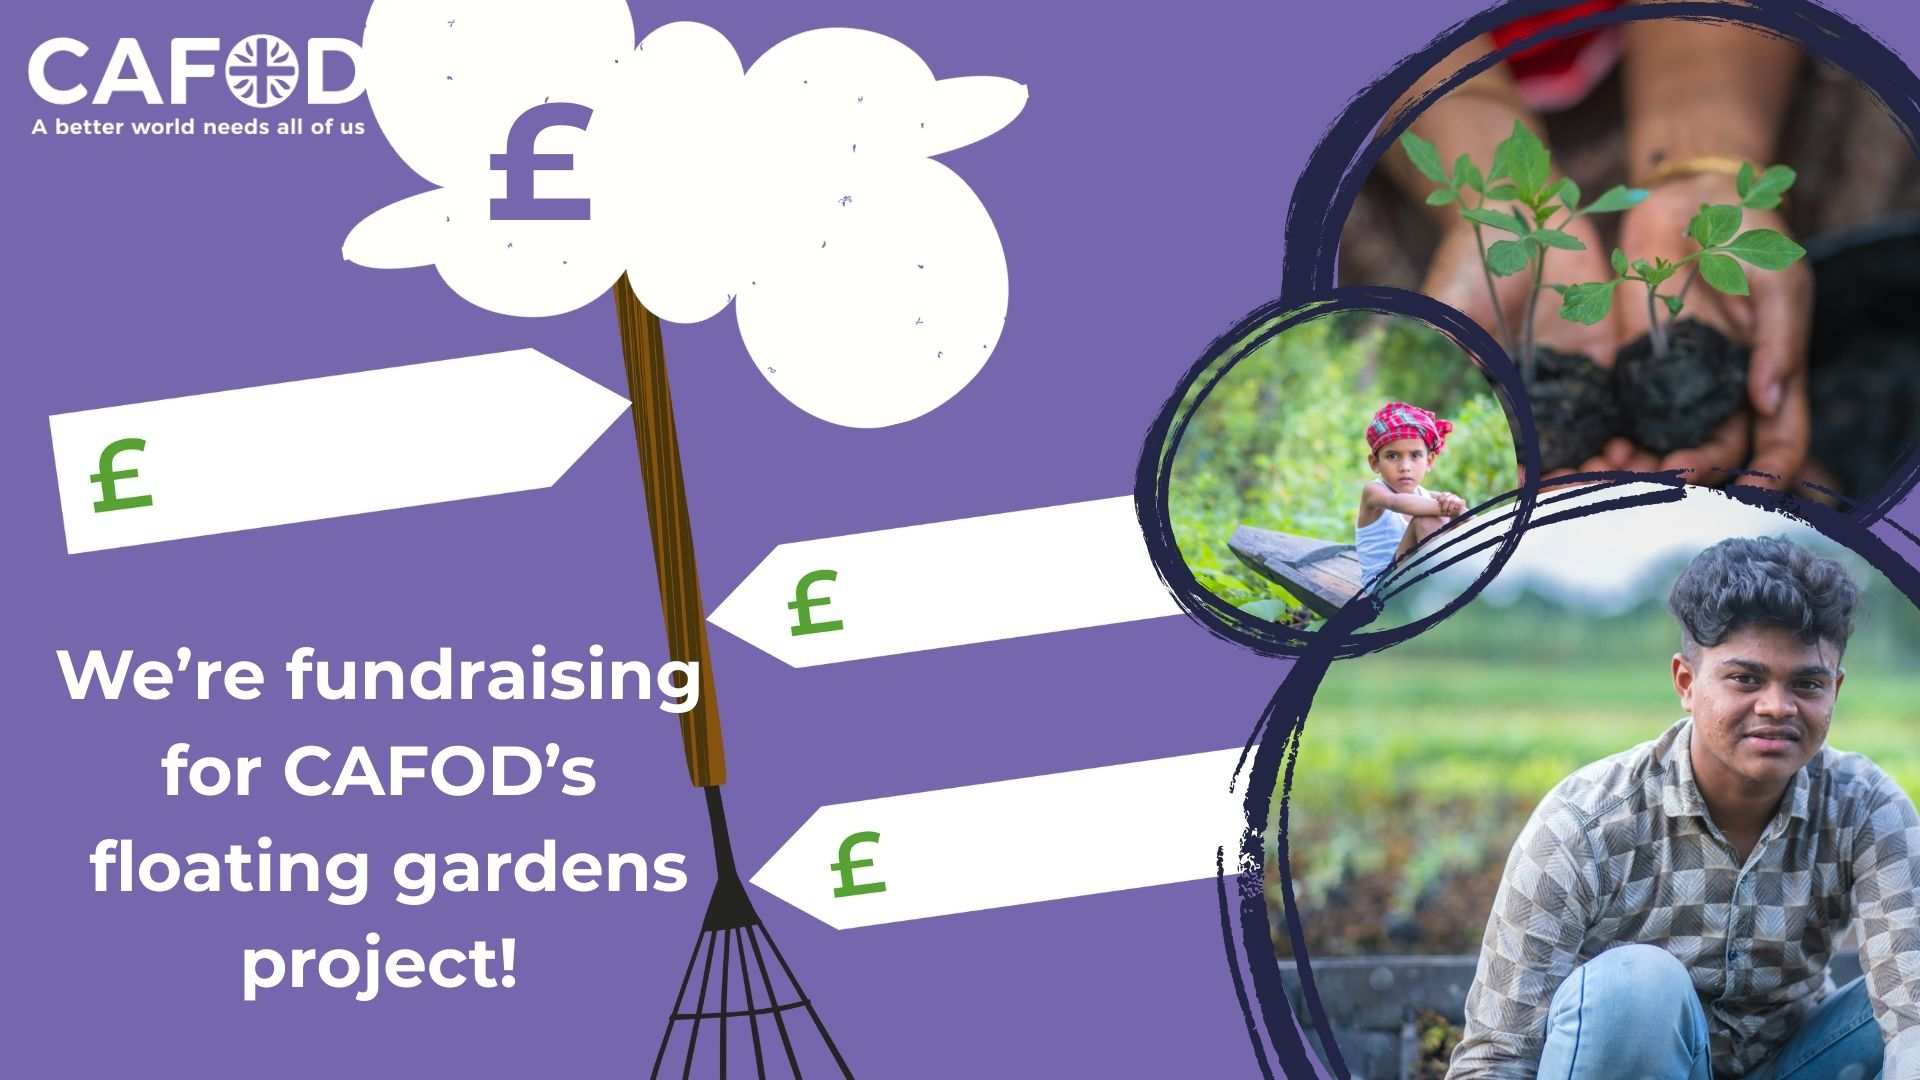 CAFOD
A better world needs all of us
£
£
£
£
We’re fundraising
for CAFOD’s
floating gardens
project!